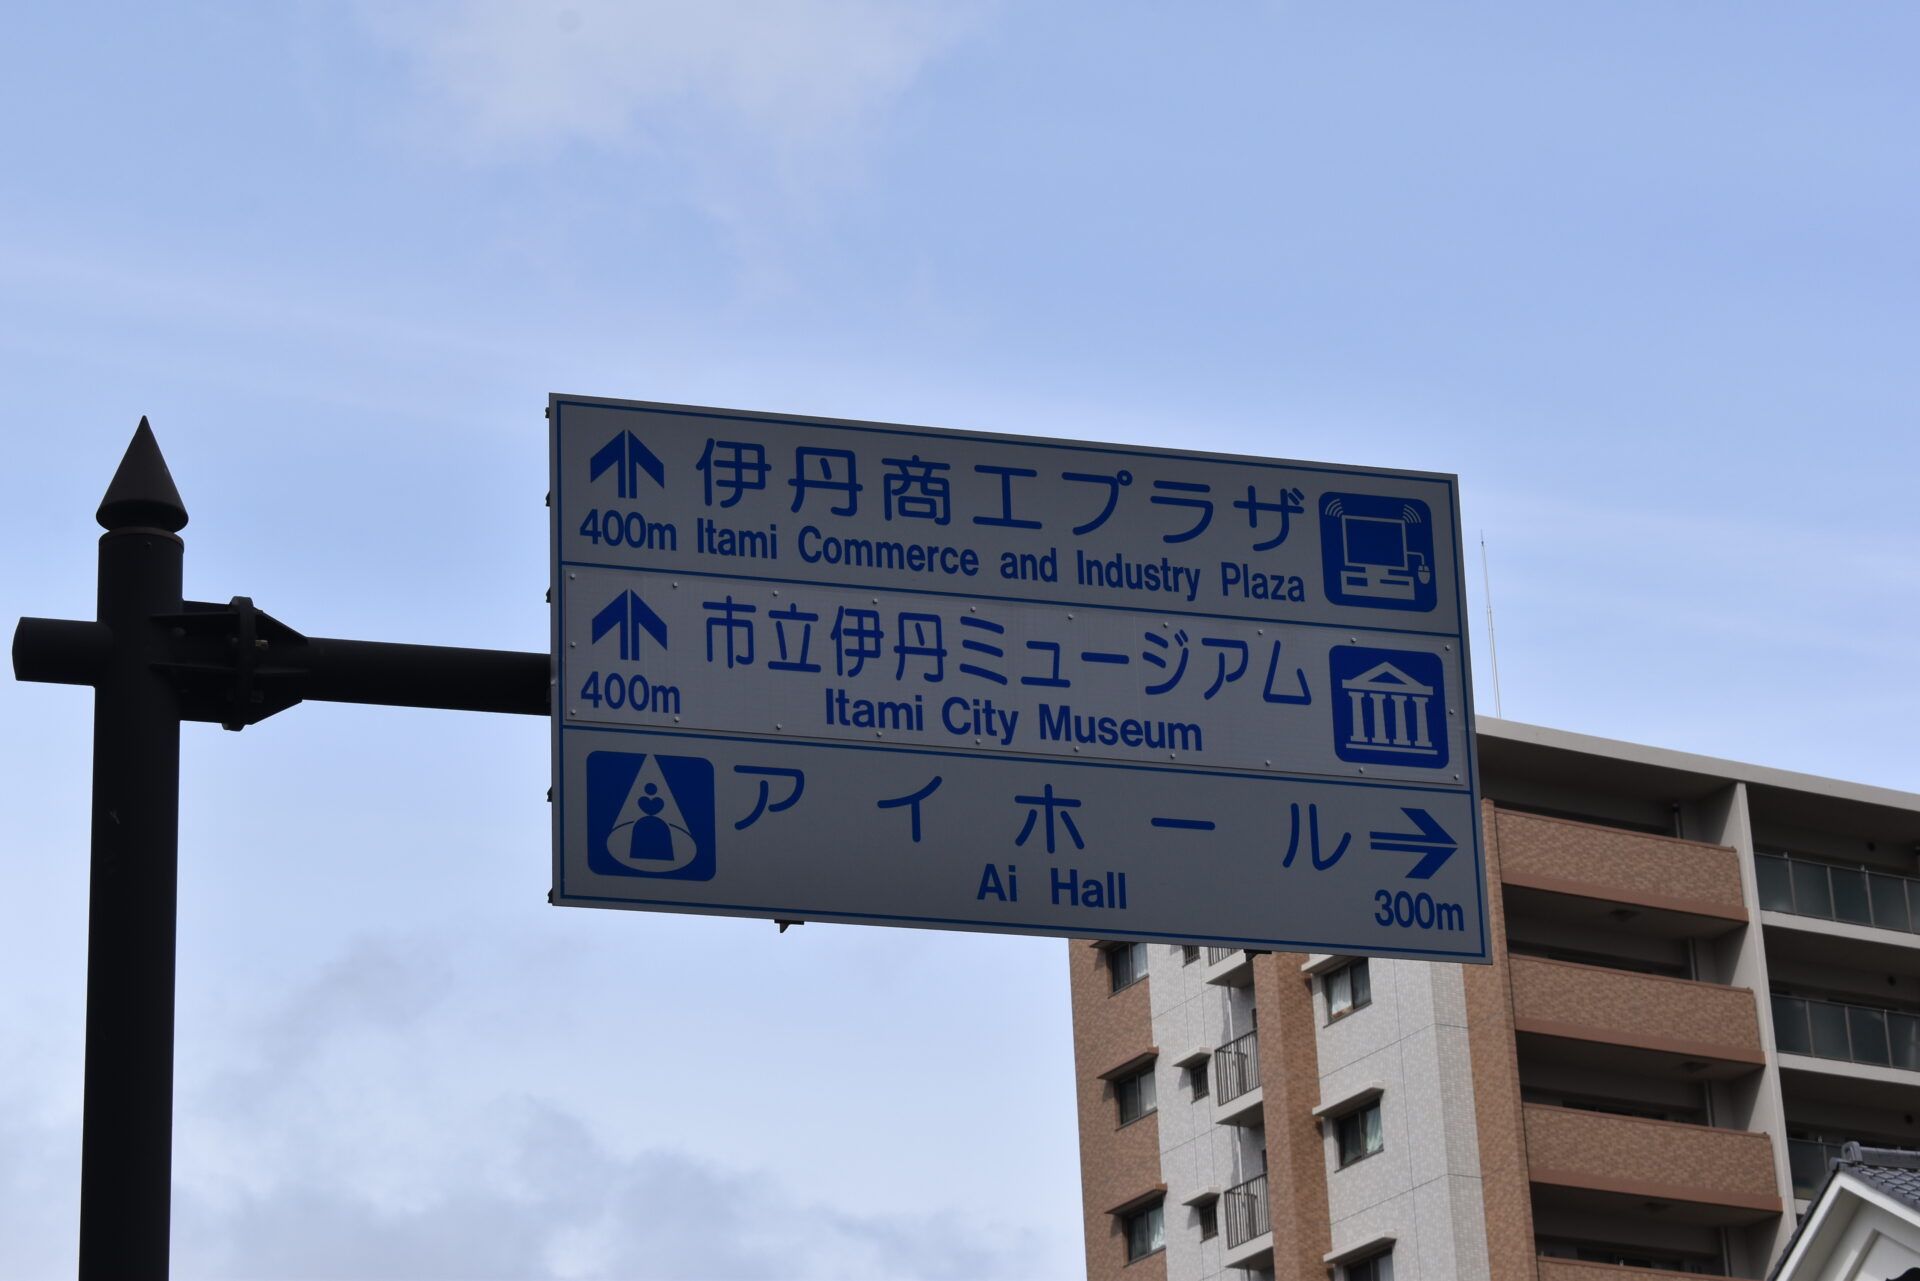 伊丹商工プラザ
400m Itami Commerce and Industry Plaza
市立伊丹ミュージアム
400m Itami City Museum
アイホール
Ai Hall
300m